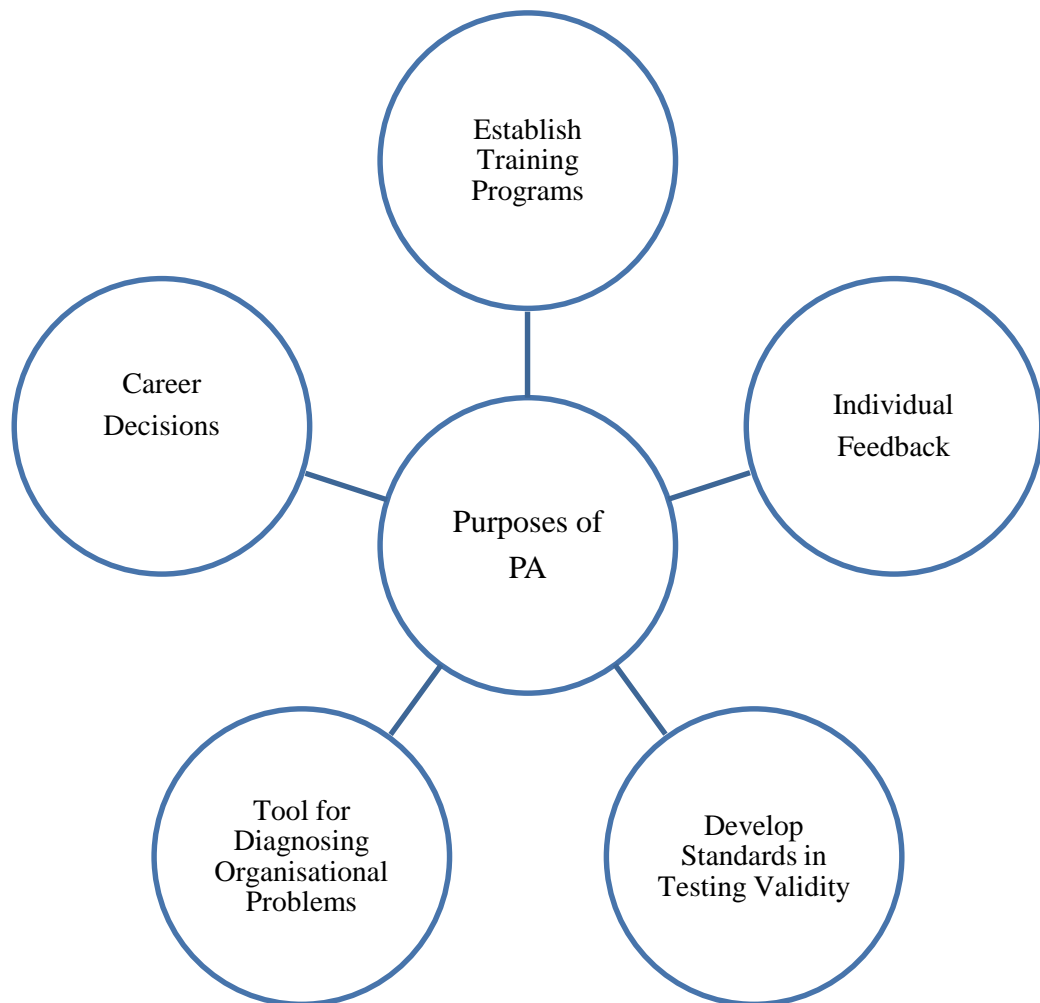 Establish
Training
Programs
Career
Decisions
Individual
Feedback
Purposes of
PA
Tool for
Diagnosing
Organisational
Problems
Develop
Standards in
Testing Validity